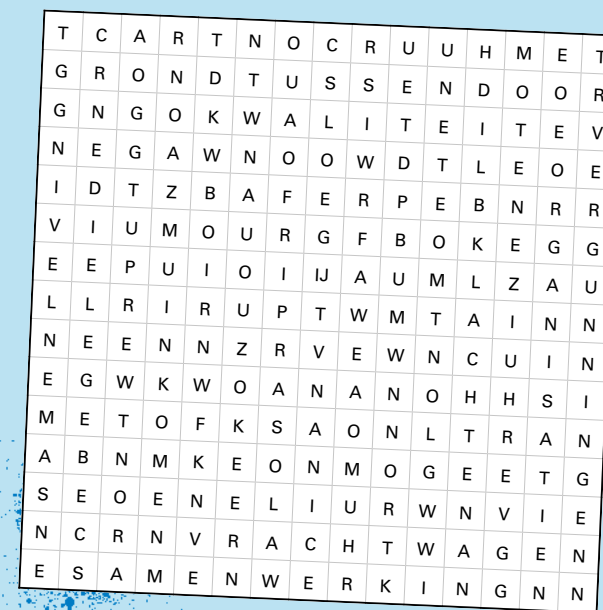 T C A R T N O C R U U H M E T
G R O N D T U S S E N D O O R
G N G O K W A L I T E I T E V
N E G A W N O O W D T L E O E
I D T Z B A F E R P E B N R R
V I U M O U R G F B O K E G G
E E P U I O I IJ A U M L Z A U
L L R I R U P T W M T A I N N
N E E N N Z R V E W N C U I N
E G W K W O A N A N O H H S I
M E T O F K S A O N L T R A N
A B N M K E O N M O G E E T G
S E O E N E L I U R W N V I E
N C R N V R A C H T W A G E N
E S A M E N W E R K I N G N N